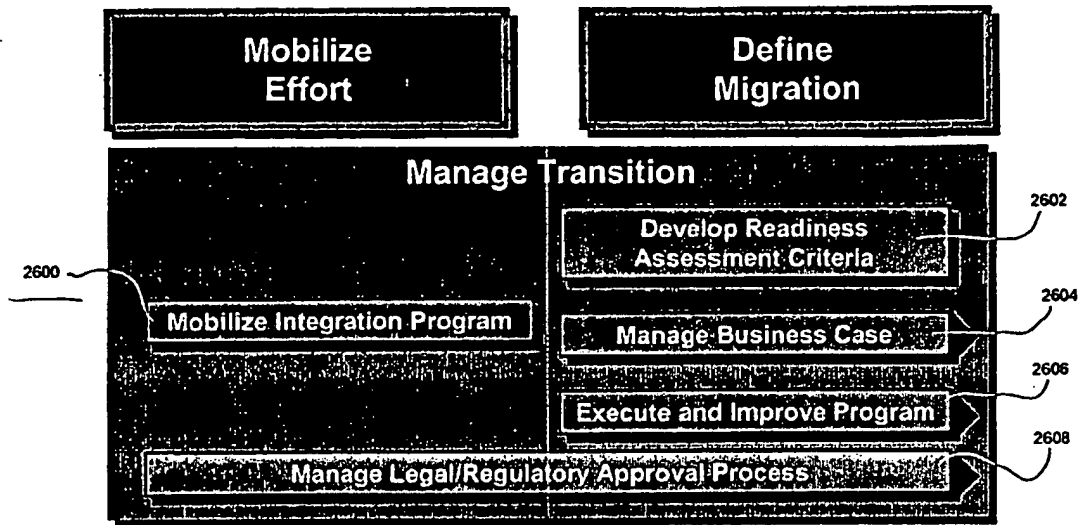 Mobilize
Effort
Define
Migration
Manage Transition
2602
Develop Readiness
Assessment Criteria
2600
Mobilize Integration Program
2604
Manage Business Case
2606
Execute and Improve Program
2608
Manage Legal/Regulatory Approval Process